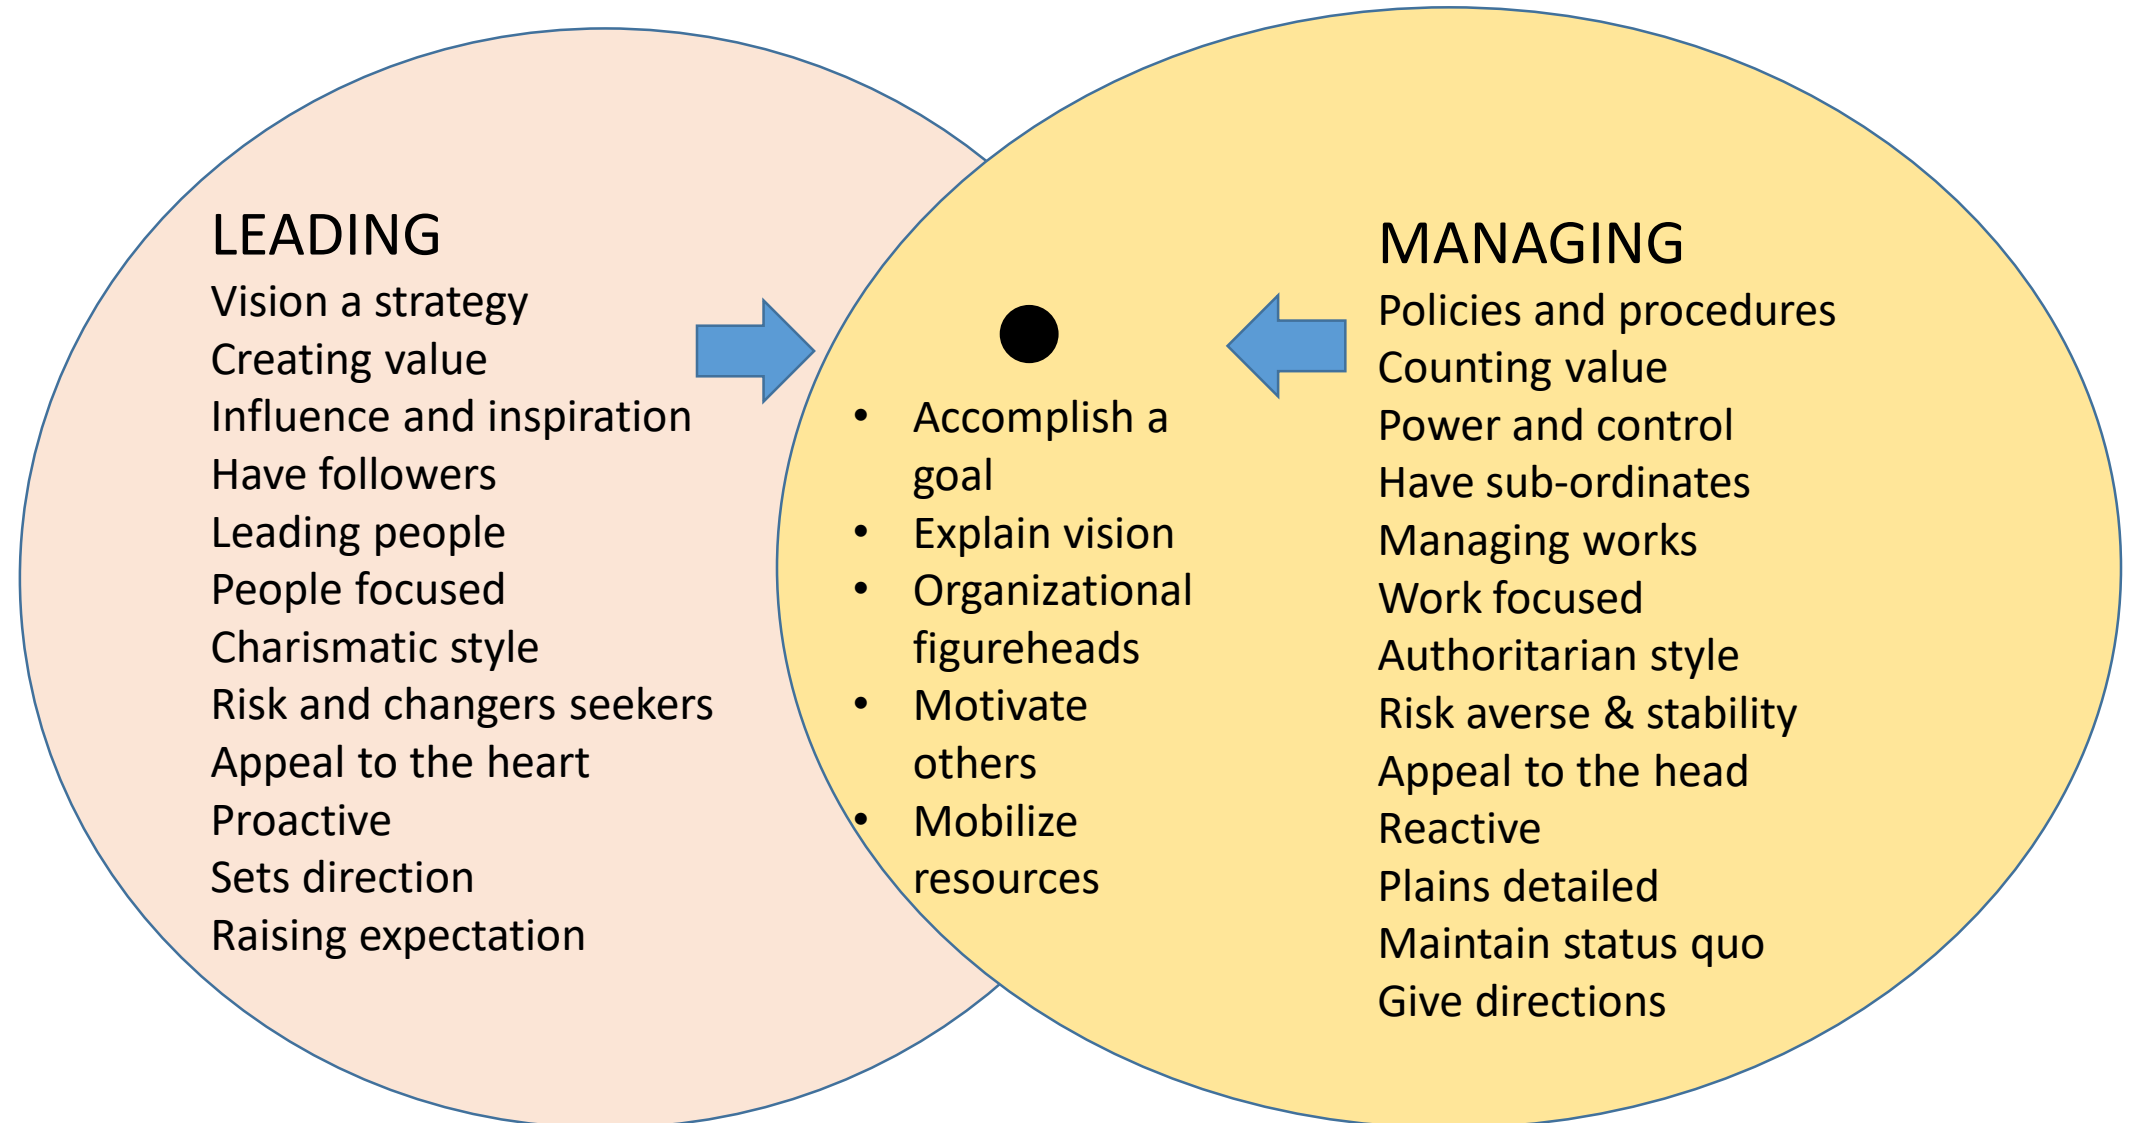 LEADING
Vision a strategy
Creating value
Influence and inspiration
Have followers
Leading people
People focused
Charismatic style
Risk and changers seekers
Appeal to the heart
Proactive
Sets direction
Raising expectation
• Accomplish a
goal
• Explain vision
• Organizational
figureheads
• Motivate
others
• Mobilize
resources
MANAGING
Policies and procedures
Counting value
Power and control
Have sub-ordinates
Managing works
Work focused
Authoritarian style
Risk averse & stability
Appeal to the head
Reactive
Plains detailed
Maintain status quo
Give directions